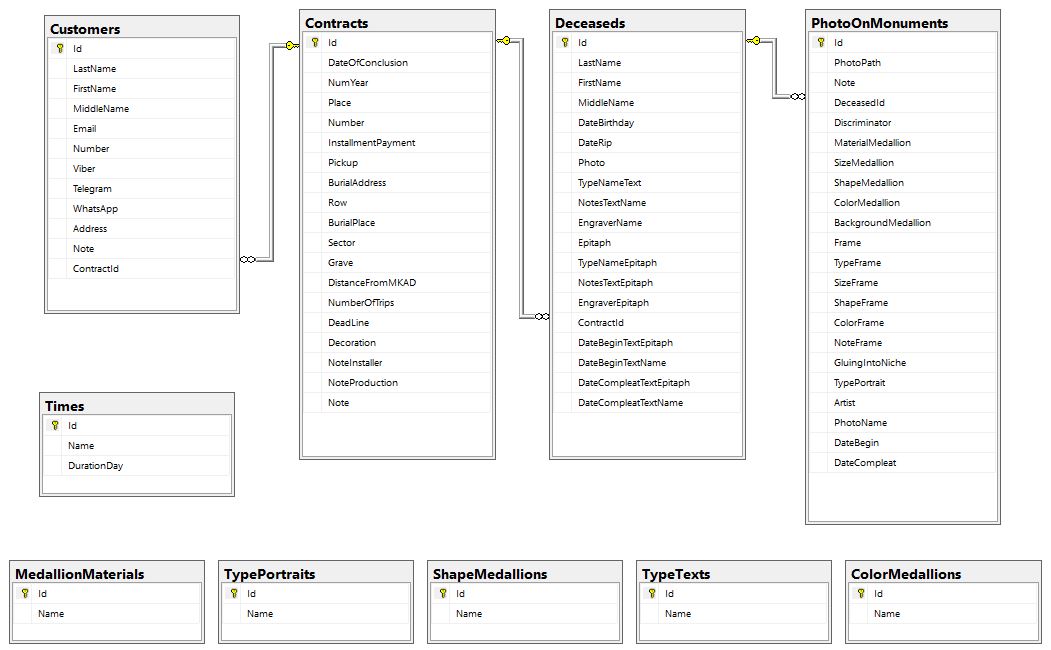 Customers
Id
LastName
FirstName
MiddleName
Email
Number
Viber
Telegram
WhatsApp
Address
Note
ContractId
Contracts
Id
DateOfConclusion
NumYear
Place
Number
InstallmentPayment
Pickup
BurialAddress
Row
BurialPlace
Sector
Grave
DistanceFromMKAD
NumberOfTrips
DeadLine
Decoration
NoteInstaller
NoteProduction
Note
Deceaseds
Id
LastName
FirstName
MiddleName
DateBirthday
DateRip
Photo
TypeNameText
NotesTextName
EngraverName
Epitaph
TypeNameEpitaph
NotesTextEpitaph
EngraverEpitaph
ContractId
DateBeginTextEpitaph
DateBeginTextName
DateCompleatTextEpitaph
DateCompleatTextName
PhotoOnMonuments
Id
PhotoPath
Note
DeceasedId
Discriminator
MaterialMedallion
SizeMedallion
ShapeMedallion
ColorMedallion
BackgroundMedallion
Frame
TypeFrame
SizeFrame
ShapeFrame
ColorFrame
NoteFrame
GluingIntoNiche
TypePortrait
Artist
PhotoName
DateBegin
DateCompleat
Times
Id
Name
DurationDay
MedallionMaterials
Id
Name
TypePortraits
Id
Name
ShapeMedallions
Id
Name
TypeTexts
Id
Name
ColorMedallions
Id
Name